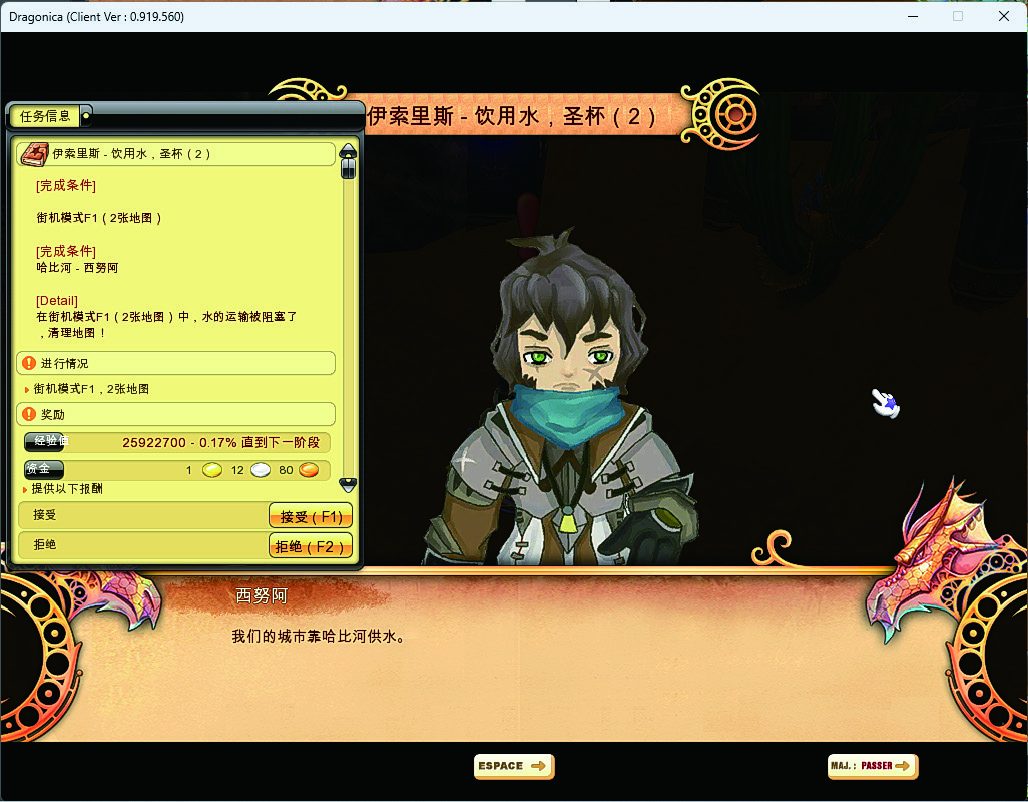 Dragonica (Client Ver : 0.919.560)
伊索里斯 - 饮用水，圣杯（2）
任务信息
伊索里斯 - 饮用水，圣杯（2）
[完成条件]
街机模式F1（2张地图）
[完成条件]
哈比河 - 西努阿
[Detail]
在街机模式F1（2张地图）中，水的运输被阻塞了
，清理地图！
进行情况
街机模式F1，2张地图
奖励
经验值 25922700 - 0.17% 直到下一阶段
资金 1 12 80
提供以下报酬
接受 接受（F1）
拒绝 拒绝（F2）
西努阿
我们的城市靠哈比河供水。
ESPACE
MAJ. : PASSER